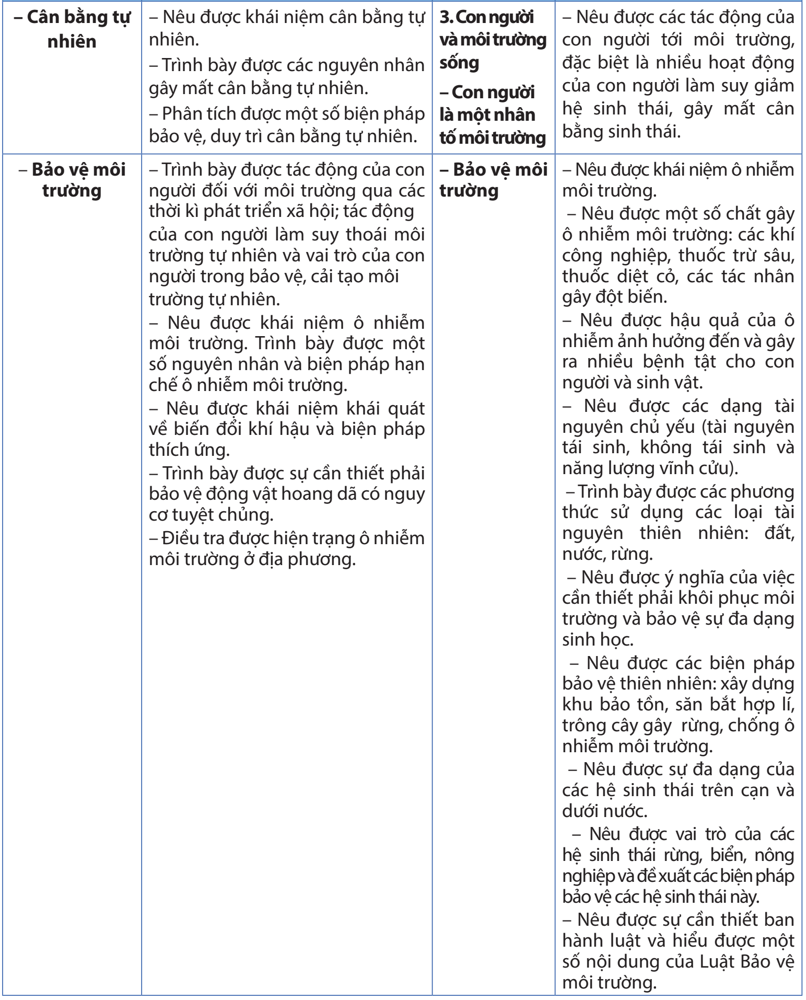 – Cân bằng tự
nhiên
– Nêu được khái niệm cân bằng tự
nhiên.
– Trình bày được các nguyên nhân
gây mất cân bằng tự nhiên.
– Phân tích được một số biện pháp
bảo vệ, duy trì cân bằng tự nhiên.
3. Con người
và môi trường
sống
– Con người
là một nhân
tố môi trường
– Nêu được các tác động của
con người tới môi trường,
đặc biệt là nhiều hoạt động
của con người làm suy giảm
hệ sinh thái, gây mất cân
bằng sinh thái.
– Bảo vệ môi
trường
– Trình bày được tác động của con
người đối với môi trường qua các
thời kì phát triển xã hội; tác động
của con người làm suy thoái môi
trường tự nhiên và vai trò của con
người trong bảo vệ, cải tạo môi
trường tự nhiên.
– Nêu được khái niệm ô nhiễm
môi trường. Trình bày được một
số nguyên nhân và biện pháp hạn
chế ô nhiễm môi trường.
– Nêu được khái niệm khái quát
về biến đổi khí hậu và biện pháp
thích ứng.
– Trình bày được sự cần thiết phải
bảo vệ động vật hoang dã có nguy
cơ tuyệt chủng.
– Điều tra được hiện trạng ô nhiễm
môi trường ở địa phương.
– Bảo vệ môi
trường
– Nêu được khái niệm ô nhiễm
môi trường.
– Nêu được một số chất gây
ô nhiễm môi trường: các khí
công nghiệp, thuốc trừ sâu,
thuốc diệt cỏ, các tác nhân
gây đột biến.
– Nêu được hậu quả của ô
nhiễm ảnh hưởng đến và gây
ra nhiều bệnh tật cho con
người và sinh vật.
– Nêu được các dạng tài
nguyên chủ yếu (tài nguyên
tái sinh, không tái sinh và
năng lượng vĩnh cửu).
– Trình bày được các phương
thức sử dụng các loại tài
nguyên thiên nhiên: đất,
nước, rừng.
– Nêu được ý nghĩa của việc
cần thiết phải khôi phục môi
trường và bảo vệ sự đa dạng
sinh học.
– Nêu được các biện pháp
bảo vệ thiên nhiên: xây dựng
khu bảo tồn, săn bắt hợp lí,
trông cây gây rừng, chống ô
nhiễm môi trường.
– Nêu được sự đa dạng của
các hệ sinh thái trên cạn và
dưới nước.
– Nêu được vai trò của các
hệ sinh thái rừng, biển, nông
nghiệp và đề xuất các biện pháp
bảo vệ các hệ sinh thái này.
– Nêu được sự cần thiết ban
hành luật và hiểu được một
số nội dung của Luật Bảo vệ
môi trường.